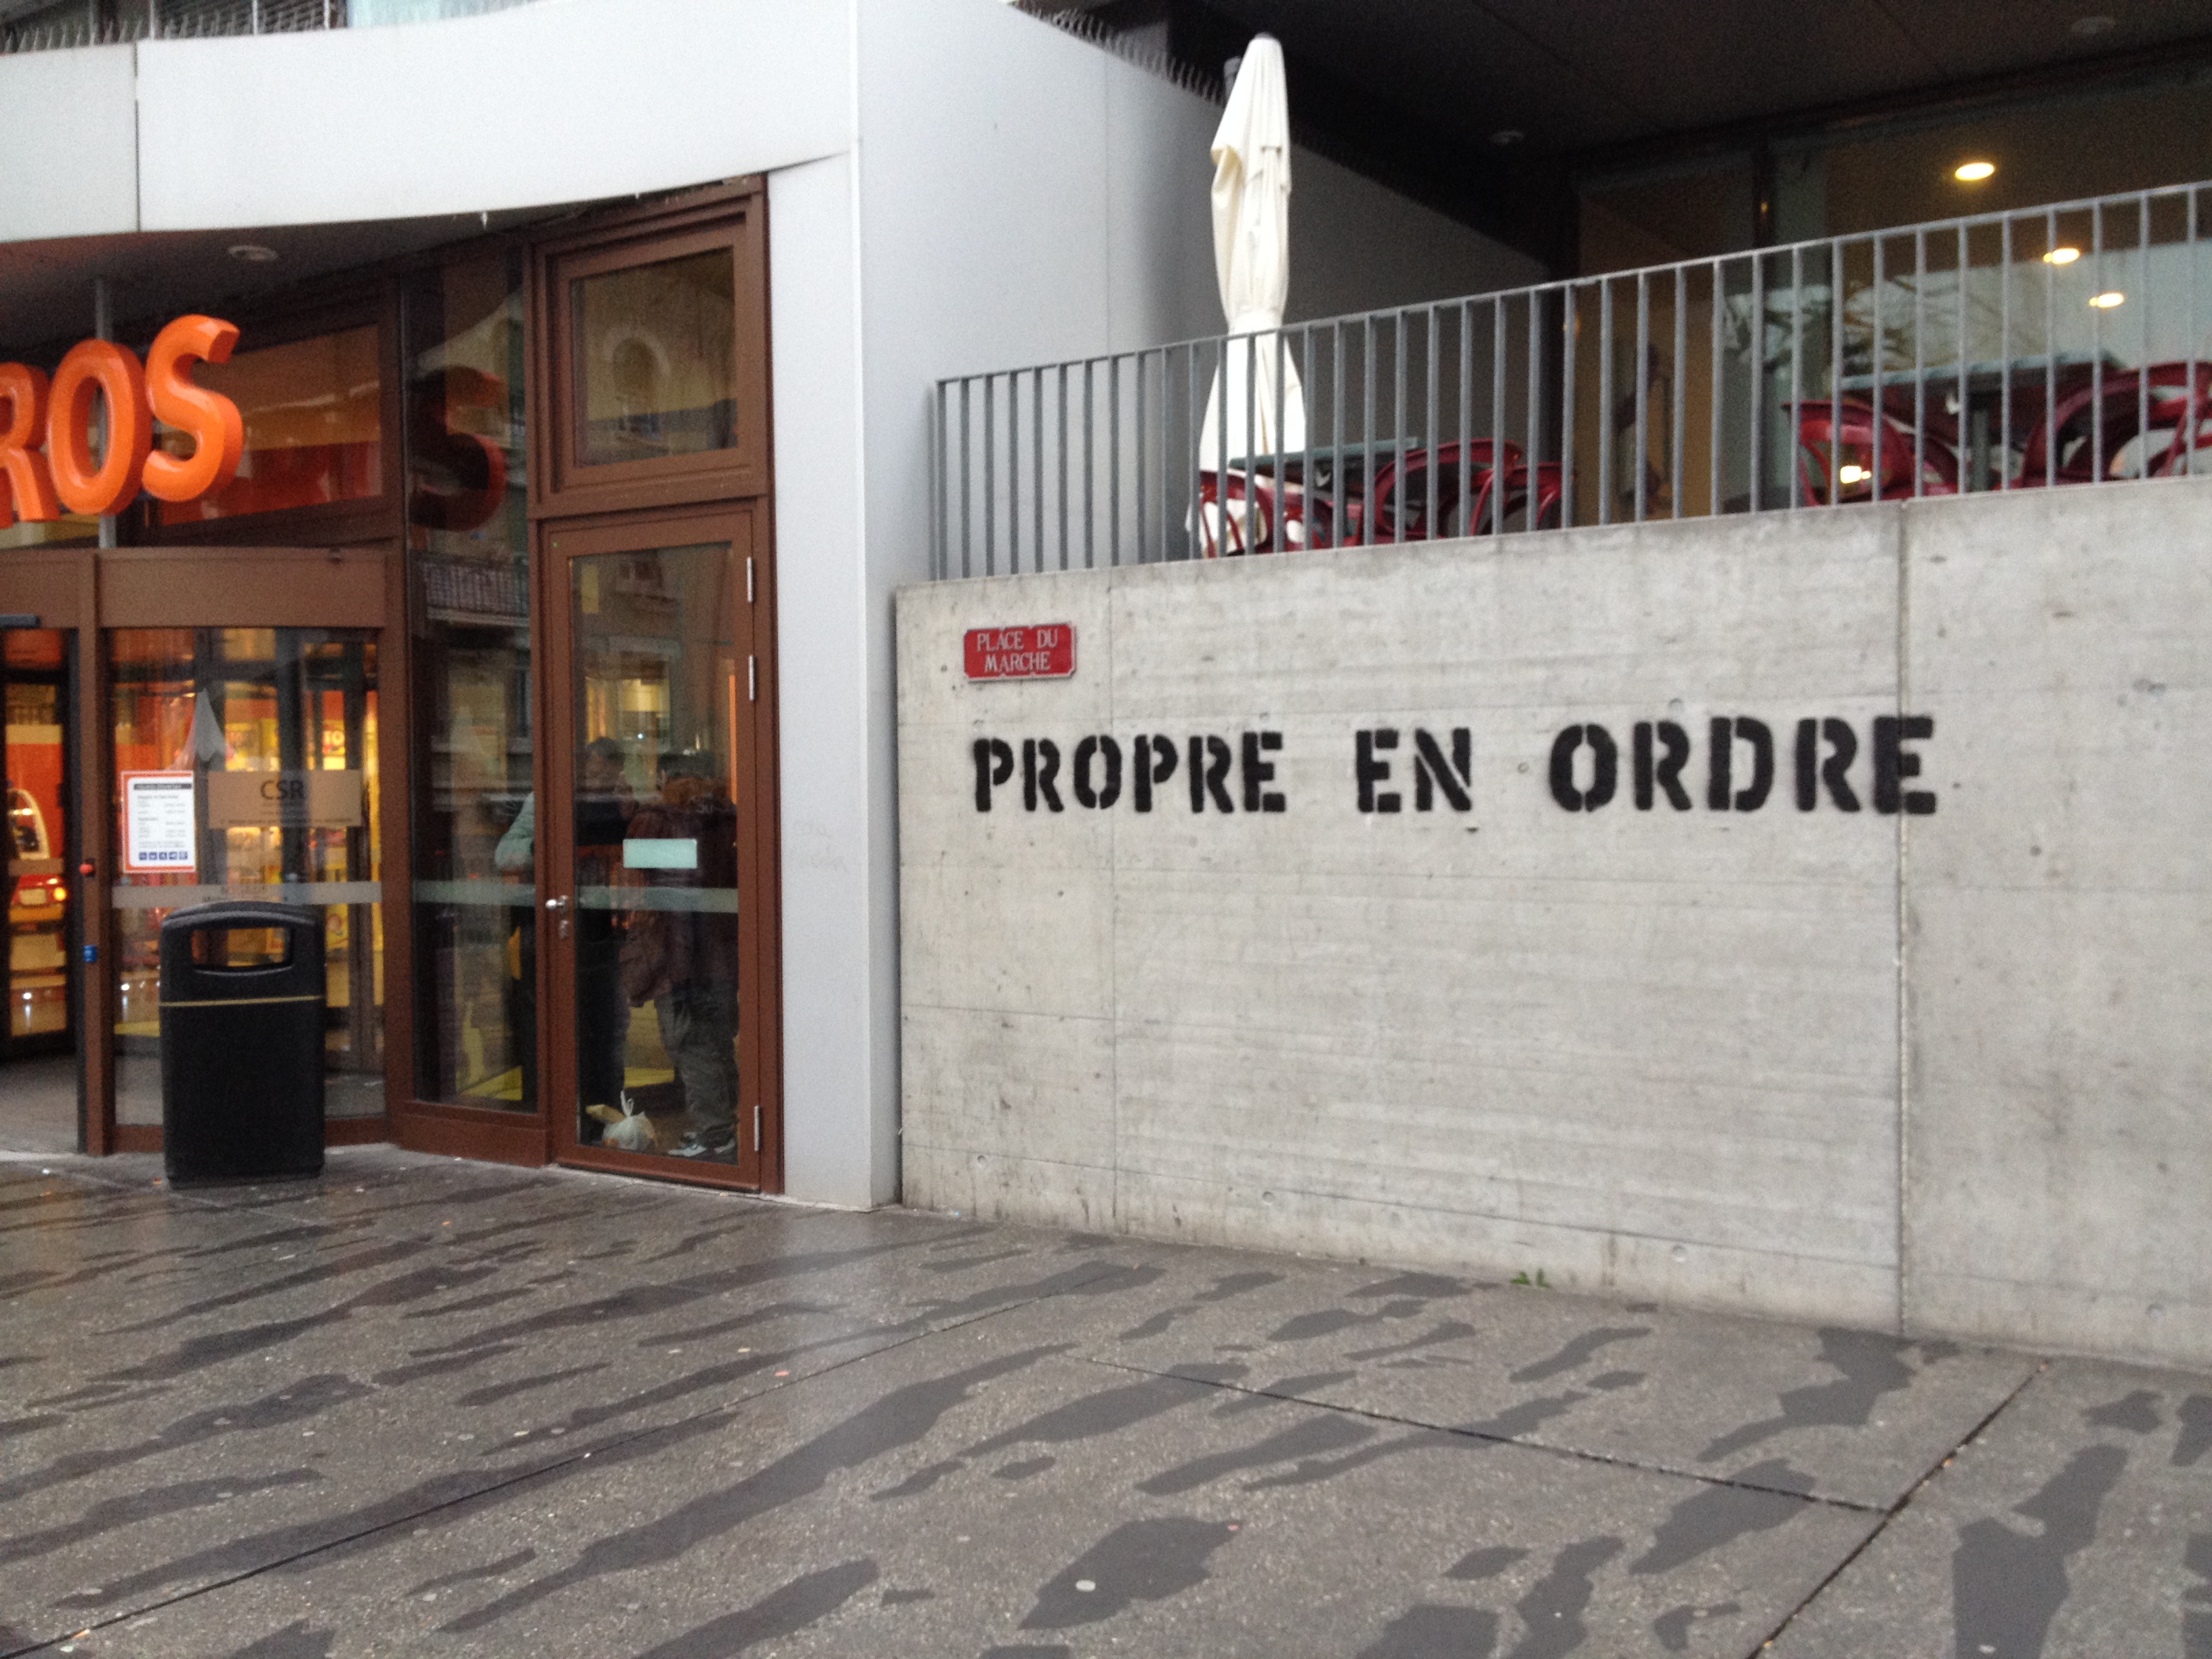 ROS
PLACE DU
MARCHE
PROPRE EN ORDRE
CSR